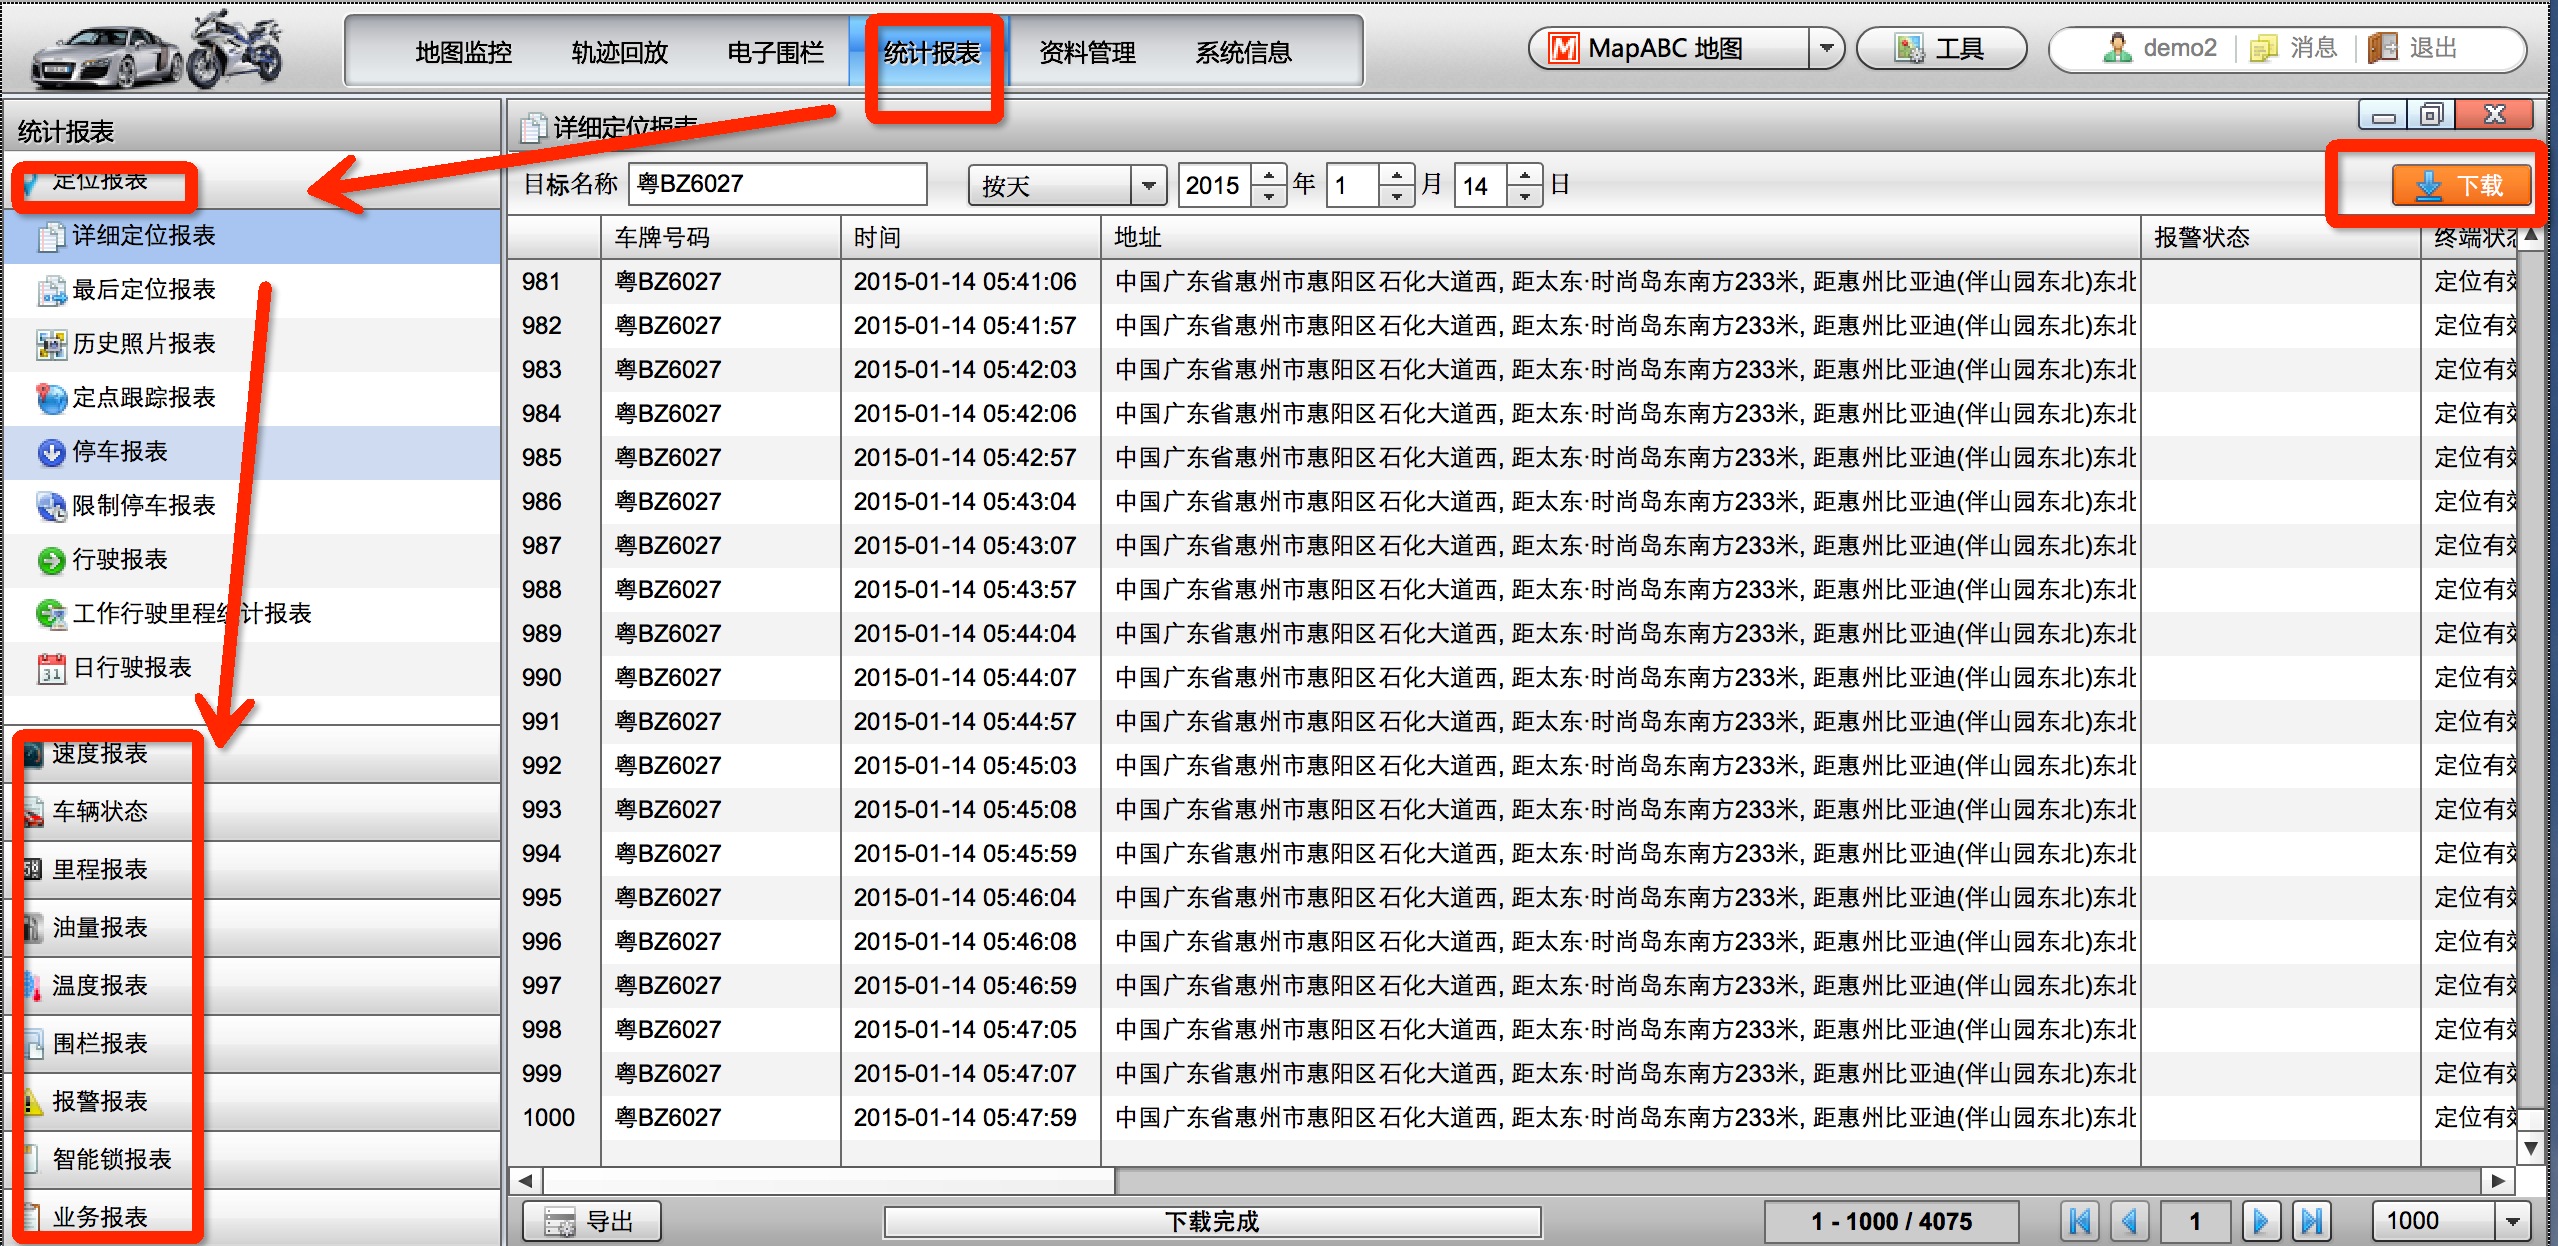 地图监控 轨迹回放 电子围栏 统计报表 资料管理 系统信息 MapABC 地图 工具 demo2 消息 退出
统计报表
定位报表
详细定位报表
最后定位报表
历史照片报表
定点跟踪报表
停车报表
限制停车报表
行驶报表
工作行驶里程统计报表
日行驶报表
速度报表
车辆状态
里程报表
油量报表
温度报表
围栏报表
报警报表
智能锁报表
业务报表
详细定位报表
目标名称 粤BZ6027 按天 2015 年 1 月 14 日 下载
车牌号码 时间 地址 报警状态 终端状态
981 粤BZ6027 2015-01-14 05:41:06 中国广东省惠州市惠阳区石化大道西, 距太东·时尚岛东南方233米, 距惠州比亚迪(伴山园东北)东北 定位有效
982 粤BZ6027 2015-01-14 05:41:57 中国广东省惠州市惠阳区石化大道西, 距太东·时尚岛东南方233米, 距惠州比亚迪(伴山园东北)东北 定位有效
983 粤BZ6027 2015-01-14 05:42:03 中国广东省惠州市惠阳区石化大道西, 距太东·时尚岛东南方233米, 距惠州比亚迪(伴山园东北)东北 定位有效
984 粤BZ6027 2015-01-14 05:42:06 中国广东省惠州市惠阳区石化大道西, 距太东·时尚岛东南方233米, 距惠州比亚迪(伴山园东北)东北 定位有效
985 粤BZ6027 2015-01-14 05:42:57 中国广东省惠州市惠阳区石化大道西, 距太东·时尚岛东南方233米, 距惠州比亚迪(伴山园东北)东北 定位有效
986 粤BZ6027 2015-01-14 05:43:04 中国广东省惠州市惠阳区石化大道西, 距太东·时尚岛东南方233米, 距惠州比亚迪(伴山园东北)东北 定位有效
987 粤BZ6027 2015-01-14 05:43:07 中国广东省惠州市惠阳区石化大道西, 距太东·时尚岛东南方233米, 距惠州比亚迪(伴山园东北)东北 定位有效
988 粤BZ6027 2015-01-14 05:43:57 中国广东省惠州市惠阳区石化大道西, 距太东·时尚岛东南方233米, 距惠州比亚迪(伴山园东北)东北 定位有效
989 粤BZ6027 2015-01-14 05:44:04 中国广东省惠州市惠阳区石化大道西, 距太东·时尚岛东南方233米, 距惠州比亚迪(伴山园东北)东北 定位有效
990 粤BZ6027 2015-01-14 05:44:07 中国广东省惠州市惠阳区石化大道西, 距太东·时尚岛东南方233米, 距惠州比亚迪(伴山园东北)东北 定位有效
991 粤BZ6027 2015-01-14 05:44:57 中国广东省惠州市惠阳区石化大道西, 距太东·时尚岛东南方233米, 距惠州比亚迪(伴山园东北)东北 定位有效
992 粤BZ6027 2015-01-14 05:45:03 中国广东省惠州市惠阳区石化大道西, 距太东·时尚岛东南方233米, 距惠州比亚迪(伴山园东北)东北 定位有效
993 粤BZ6027 2015-01-14 05:45:08 中国广东省惠州市惠阳区石化大道西, 距太东·时尚岛东南方233米, 距惠州比亚迪(伴山园东北)东北 定位有效
994 粤BZ6027 2015-01-14 05:45:59 中国广东省惠州市惠阳区石化大道西, 距太东·时尚岛东南方233米, 距惠州比亚迪(伴山园东北)东北 定位有效
995 粤BZ6027 2015-01-14 05:46:04 中国广东省惠州市惠阳区石化大道西, 距太东·时尚岛东南方233米, 距惠州比亚迪(伴山园东北)东北 定位有效
996 粤BZ6027 2015-01-14 05:46:08 中国广东省惠州市惠阳区石化大道西, 距太东·时尚岛东南方233米, 距惠州比亚迪(伴山园东北)东北 定位有效
997 粤BZ6027 2015-01-14 05:46:59 中国广东省惠州市惠阳区石化大道西, 距太东·时尚岛东南方233米, 距惠州比亚迪(伴山园东北)东北 定位有效
998 粤BZ6027 2015-01-14 05:47:05 中国广东省惠州市惠阳区石化大道西, 距太东·时尚岛东南方233米, 距惠州比亚迪(伴山园东北)东北 定位有效
999 粤BZ6027 2015-01-14 05:47:07 中国广东省惠州市惠阳区石化大道西, 距太东·时尚岛东南方233米, 距惠州比亚迪(伴山园东北)东北 定位有效
1000 粤BZ6027 2015-01-14 05:47:59 中国广东省惠州市惠阳区石化大道西, 距太东·时尚岛东南方233米, 距惠州比亚迪(伴山园东北)东北 定位有效
导出 下载完成 1 - 1000 / 4075 1 1000